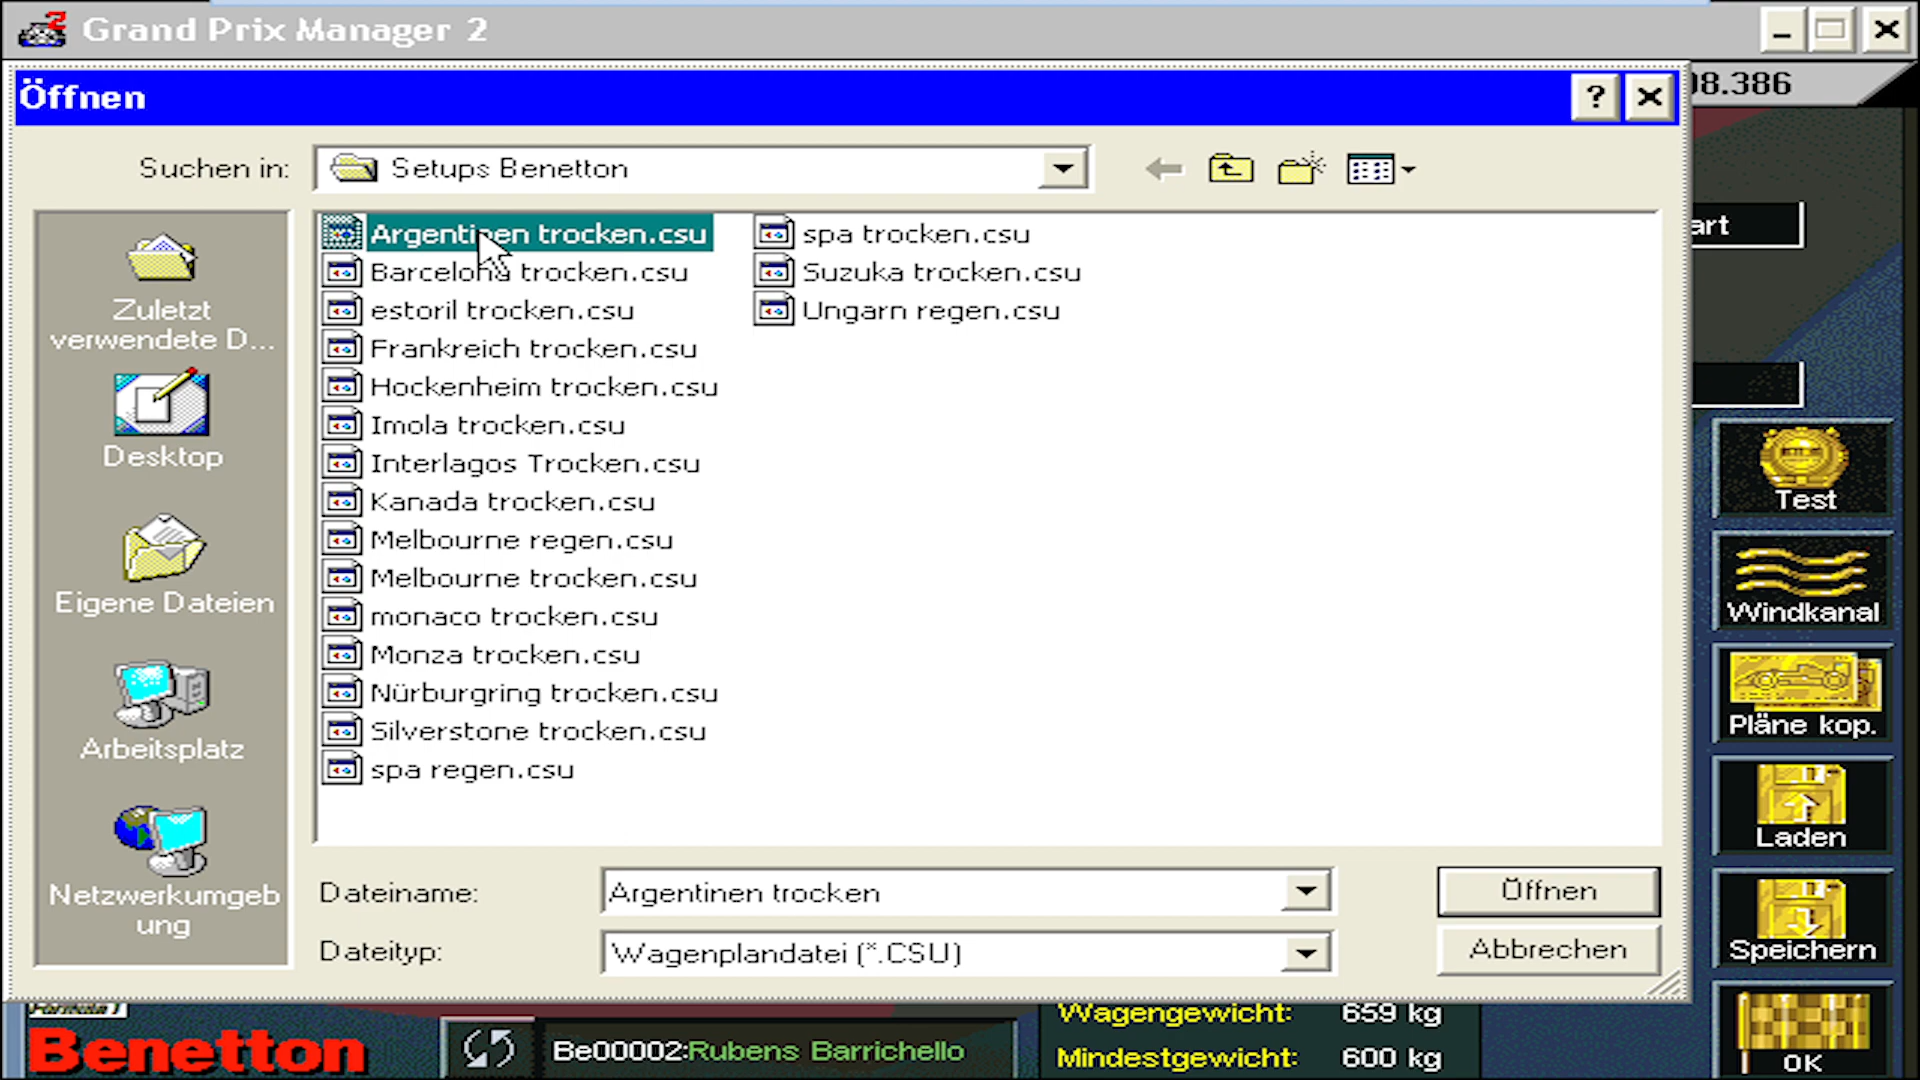 Grand Prix Manager 2
Öffnen
Suchen in:
Setups Benetton
Zuletzt
verwendete D...
Desktop
Eigene Dateien
Arbeitsplatz
Netzwerkumgeb
ung
Argentinen trocken.csu
Barcelona trocken.csu
estoril trocken.csu
Frankreich trocken.csu
Hockenheim trocken.csu
Imola trocken.csu
Interlagos Trocken.csu
Kanada trocken.csu
Melbourne regen.csu
Melbourne trocken.csu
monaco trocken.csu
Monza trocken.csu
Nürburgring trocken.csu
Silverstone trocken.csu
spa regen.csu
spa trocken.csu
Suzuka trocken.csu
Ungarn regen.csu
Dateiname:
Argentinen trocken
Öffnen
Dateityp:
Wagenplandatei (*.CSU)
Abbrechen
8.386
art
Test
Windkanal
Pläne kop.
Laden
Speichern
OK
Benetton
Be00002:Rubens Barrichello
Wagengewicht: 659 kg
Mindestgewicht: 600 kg